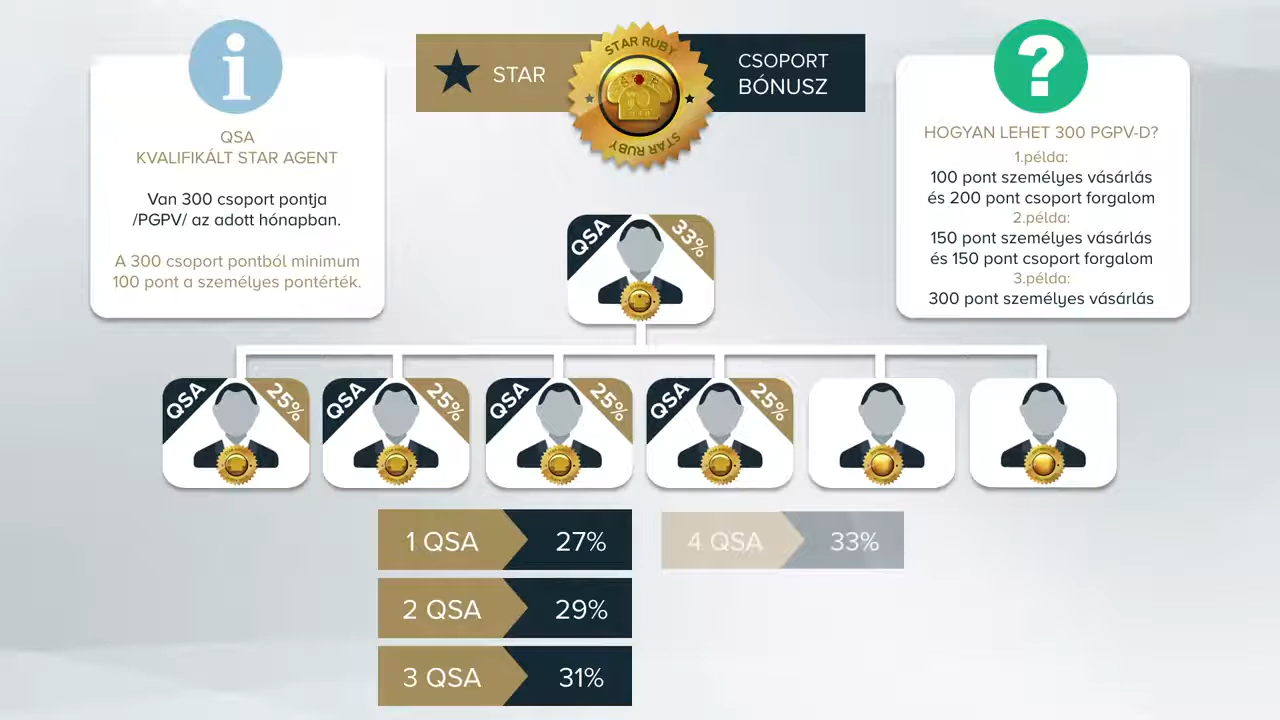 STAR
STAR RUBY
STAR RUBY
CSOPORT
BÓNUSZ
QSA
KVALIFIKÁLT STAR AGENT
Van 300 csoport pontja
/PGPV/ az adott hónapban.
A 300 csoport pontból minimum
100 pont a személyes pontérték.
HOGYAN LEHET 300 PGPV-D?
1.példa:
100 pont személyes vásárlás
és 200 pont csoport forgalom
2.példa:
150 pont személyes vásárlás
és 150 pont csoport forgalom
3.példa:
300 pont személyes vásárlás
QSA 33%
QSA 25%
QSA 25%
QSA 25%
QSA 25%
1 QSA 27%
4 QSA 33%
2 QSA 29%
3 QSA 31%